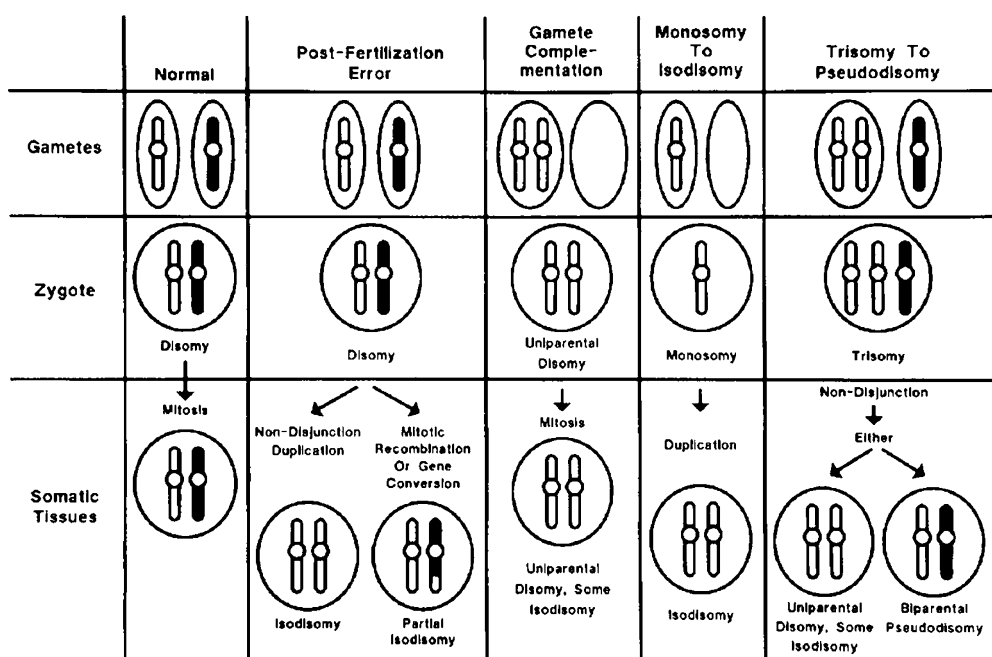 Normal
Post-Fertilization
Error
Gamete
Comple-
mentation
Monosomy
To
Isodisomy
Trisomy To
Pseudodisomy
Gametes
Zygote
Disomy
Disomy
Uniparental
Disomy
Monosomy
Trisomy
Somatic
Tissues
Mitosis
Non-Disjunction
Duplication
Mitotic
Recombination
Or Gene
Conversion
Isodisomy
Partial
Isodisomy
Mitosis
Uniparental
Disomy, Some
Isodisomy
Duplication
Isodisomy
Non-Disjunction
Either
Uniparental
Disomy, Some
Isodisomy
Biparental
Pseudodisomy